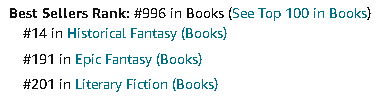 Best Sellers Rank: #996 in Books (See Top 100 in Books)
#14 in Historical Fantasy (Books)
#191 in Epic Fantasy (Books)
#201 in Literary Fiction (Books)